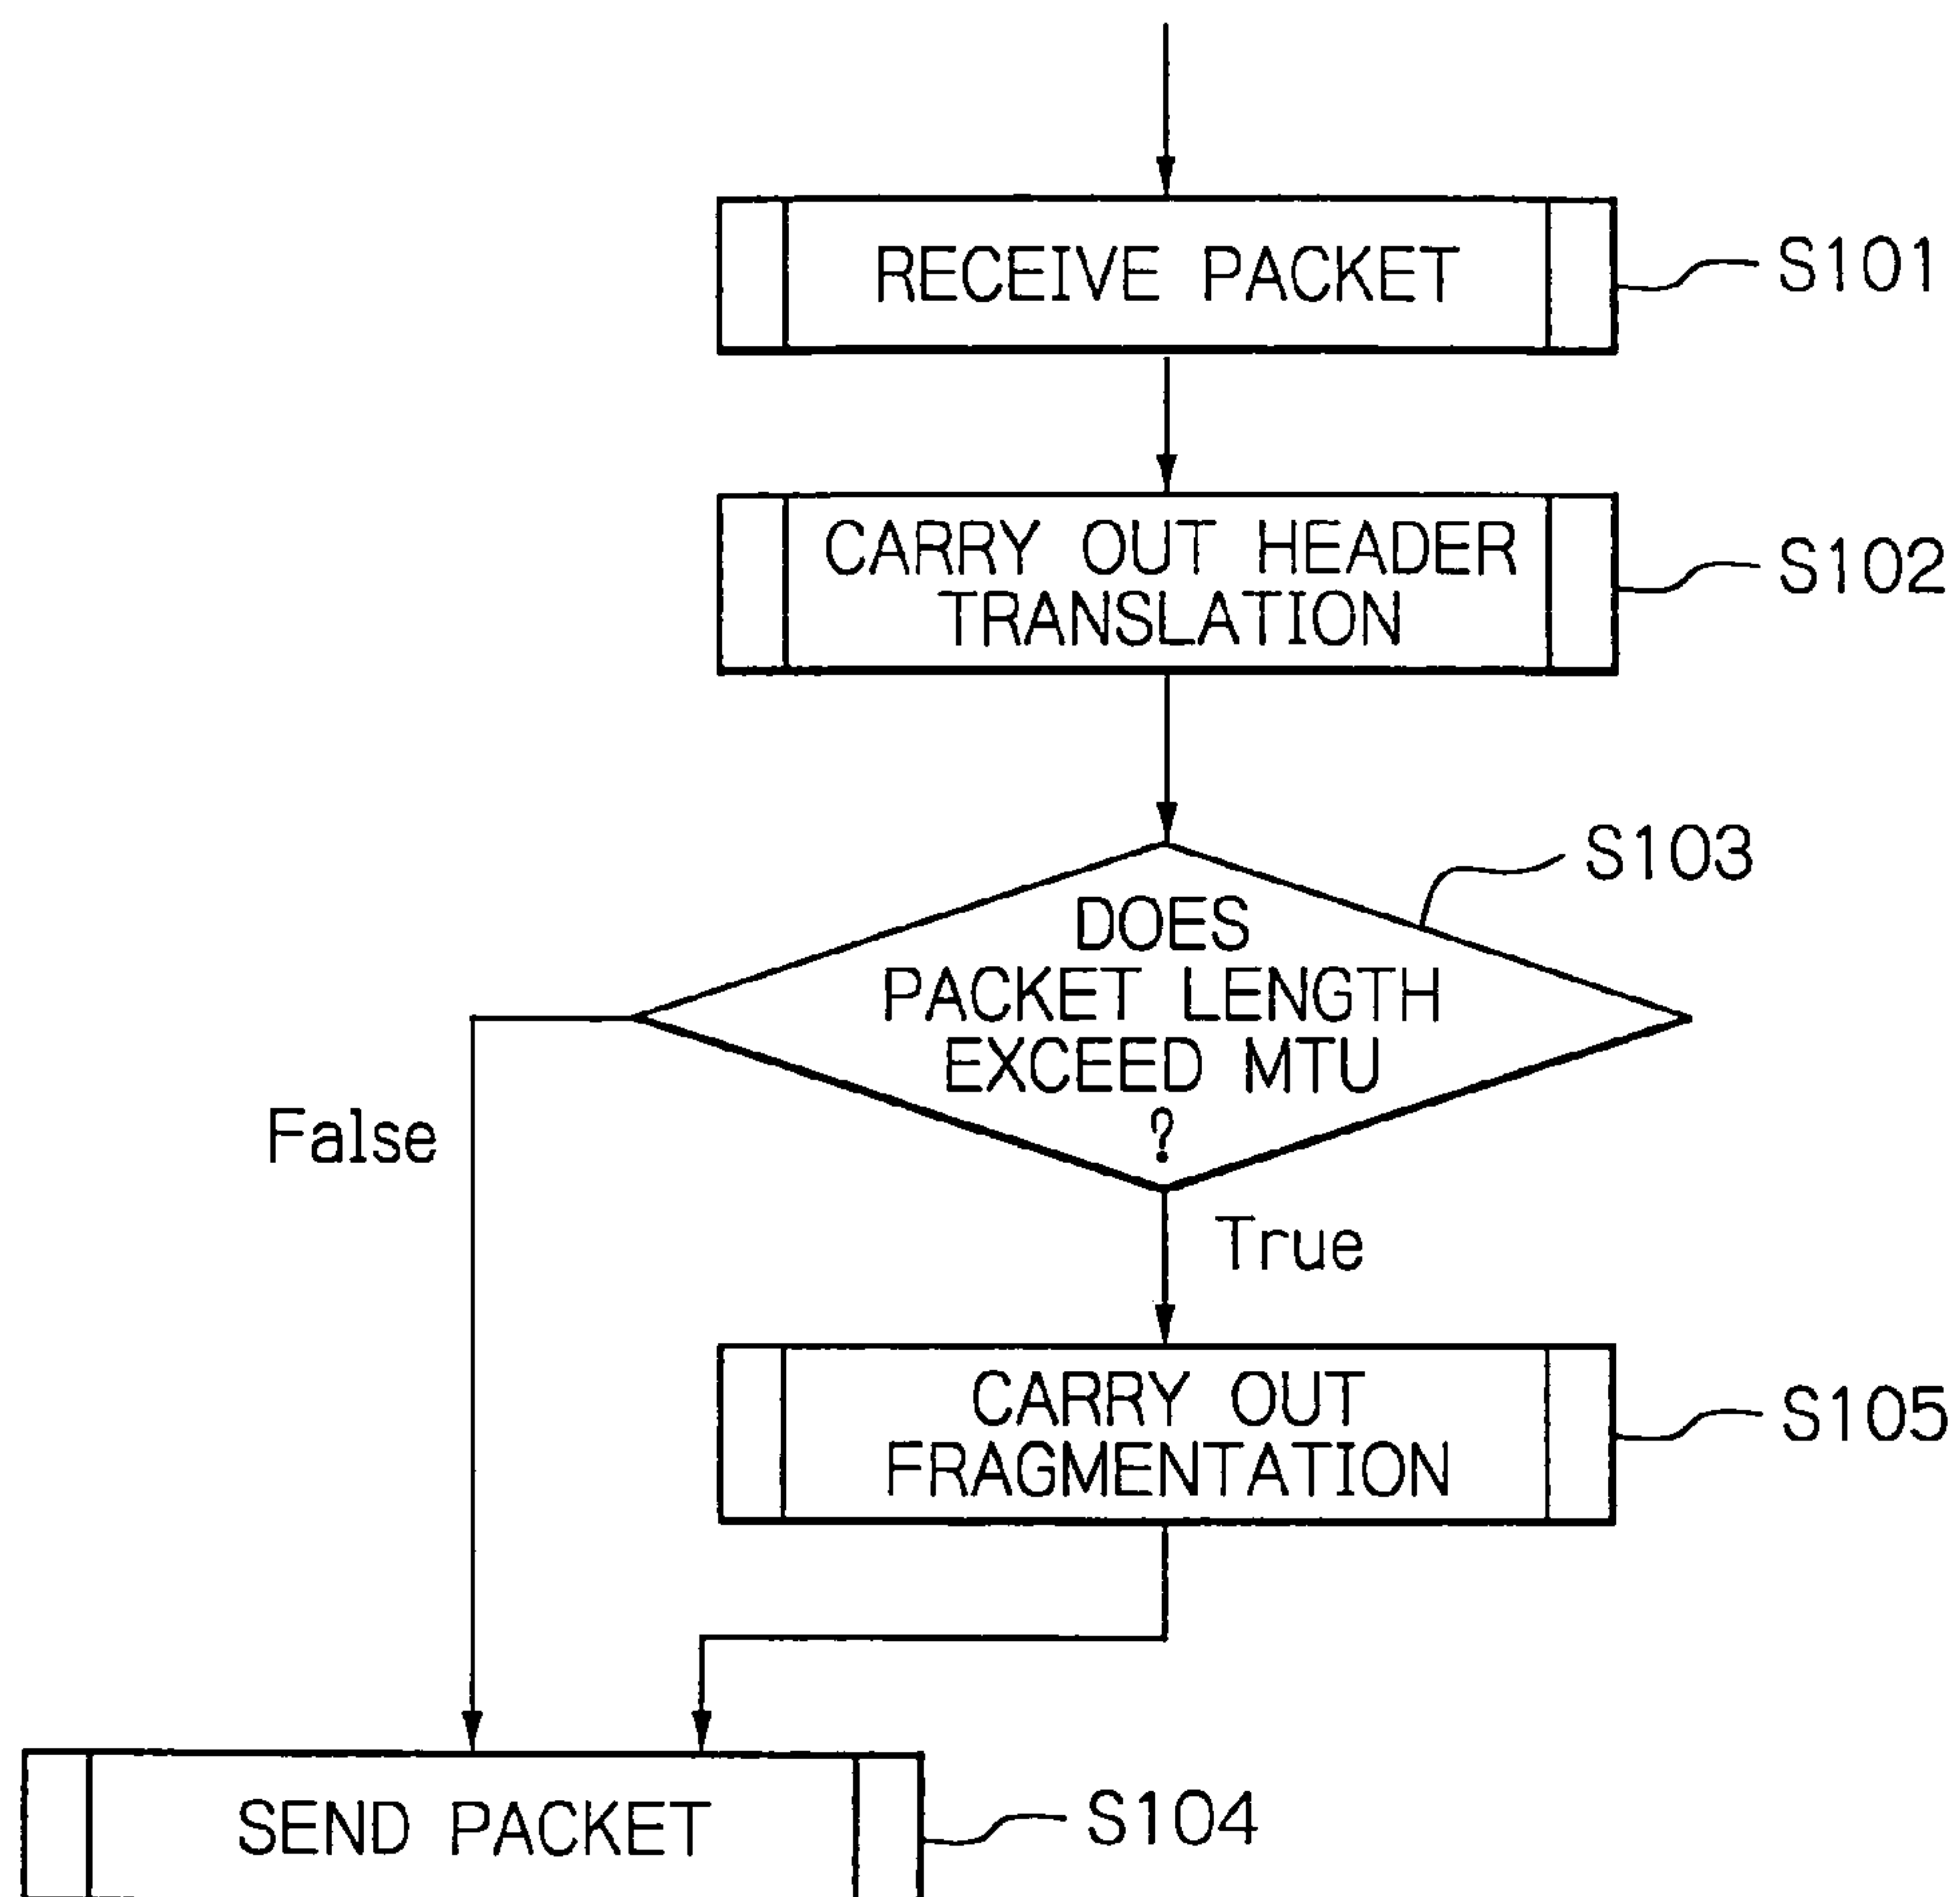 RECEIVE PACKET
S101
CARRY OUT HEADER
TRANSLATION
S102
S103
DOES
PACKET LENGTH
EXCEED MTU
?
False
True
CARRY OUT
FRAGMENTATION
S105
SEND PACKET
S104